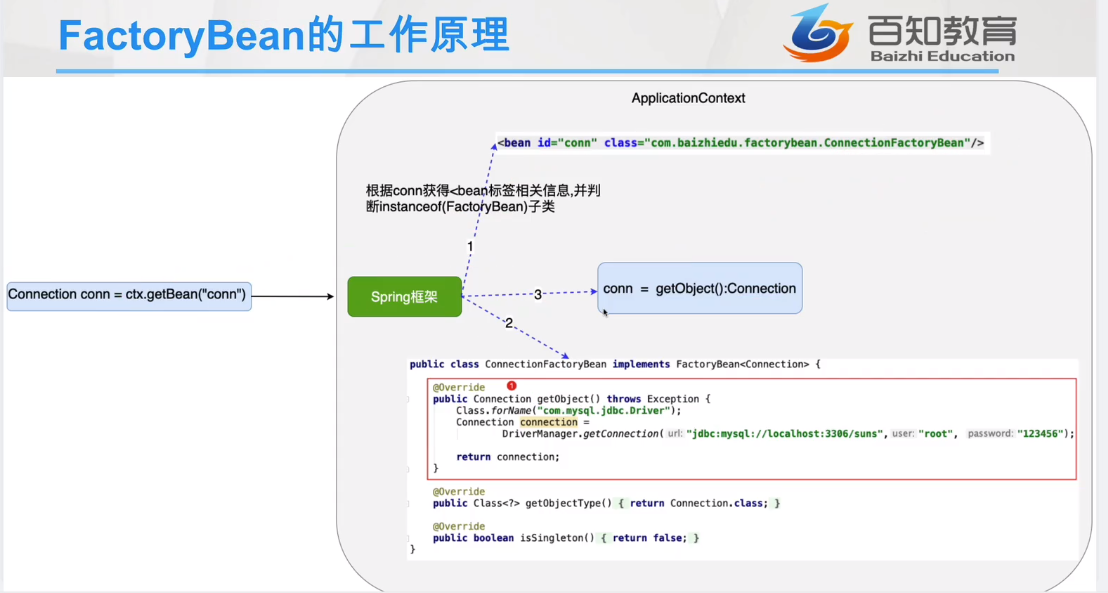 FactoryBean的工作原理
百知教育
Baizhi Education
ApplicationContext
<bean id="conn" class="com.baizhiedu.factorybean.ConnectionFactoryBean"/>
根据conn获得<bean标签相关信息,并判
断instanceof(FactoryBean)子类
1
Connection conn = ctx.getBean("conn")
Spring框架
3
conn = getObject():Connection
2
public class ConnectionFactoryBean implements FactoryBean<Connection> {
@Override
1
public Connection getObject() throws Exception {
Class.forName("com.mysql.jdbc.Driver");
Connection connection =
DriverManager.getConnection( url: "jdbc:mysql://localhost:3306/suns", user: "root", password: "123456");
return connection;
}
@Override
public Class<?> getObjectType() { return Connection.class; }
@Override
public boolean isSingleton() { return false; }
}